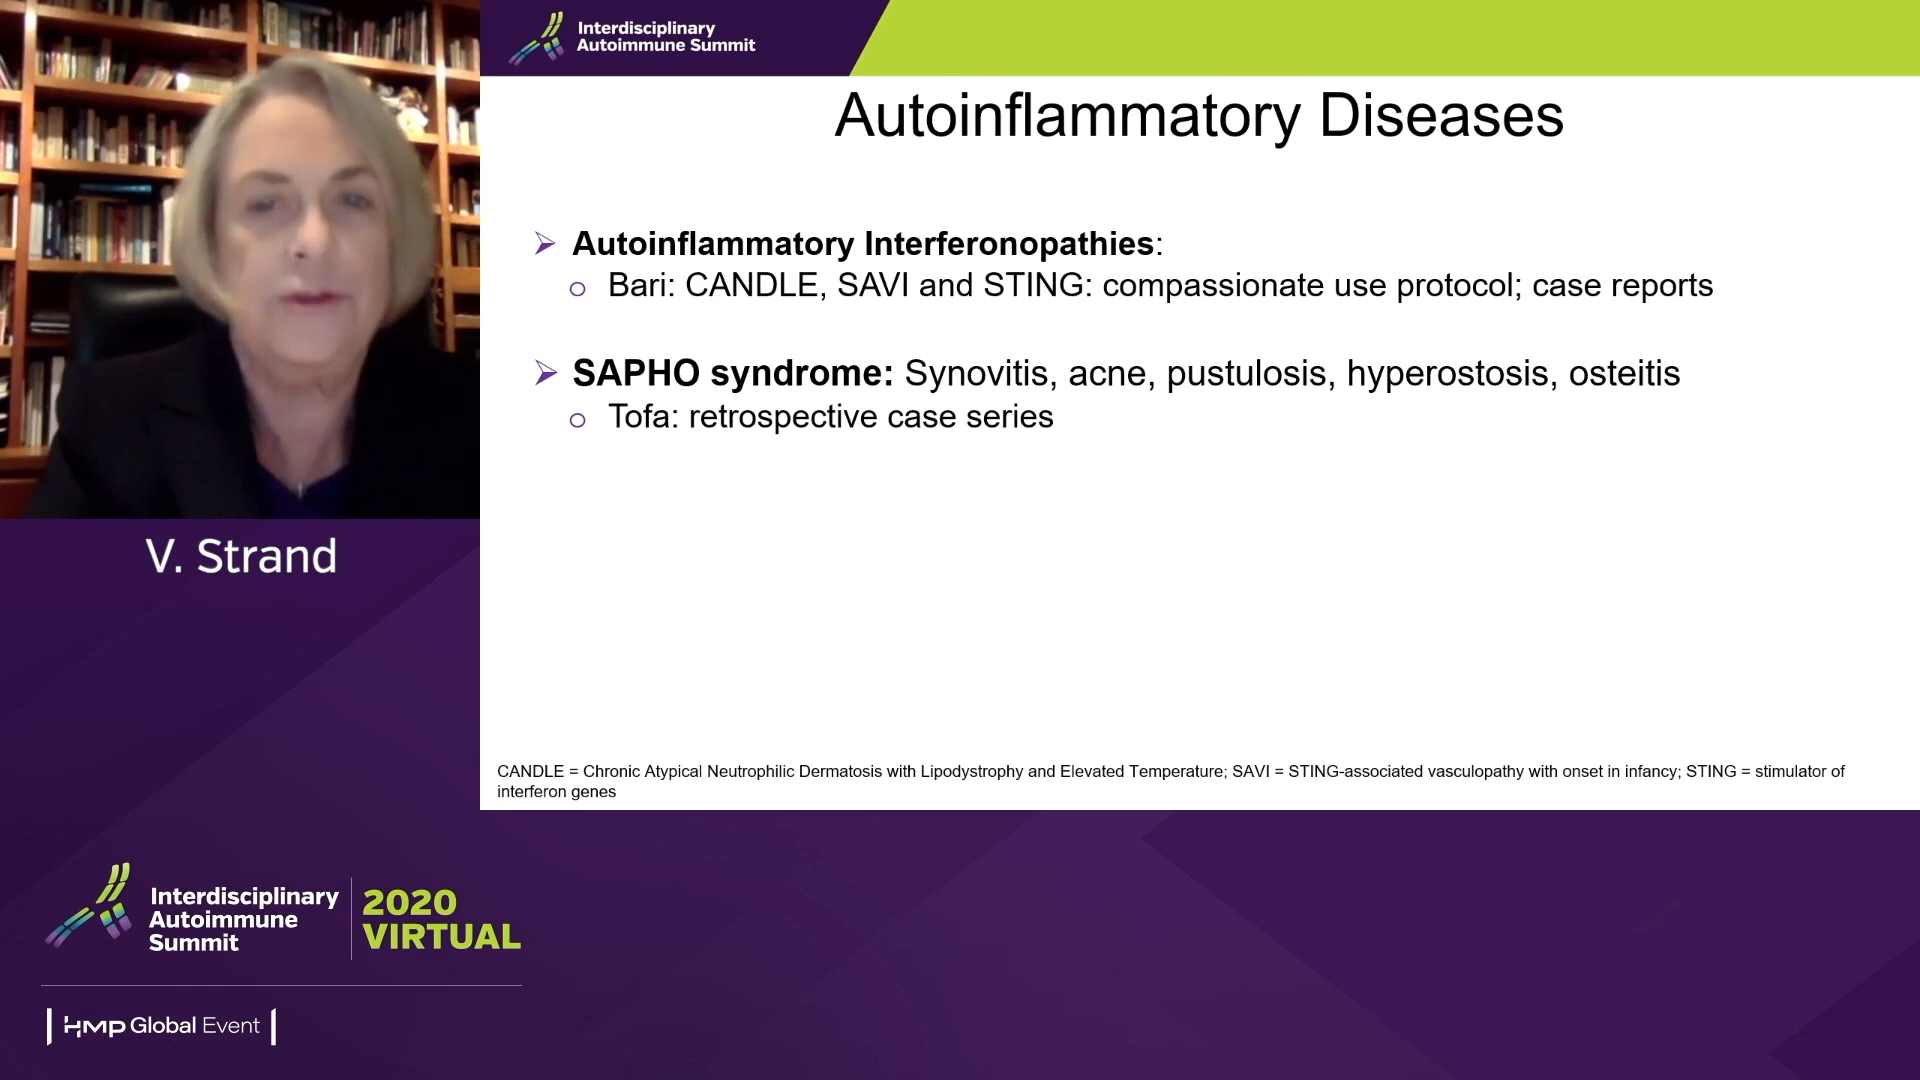 Interdisciplinary
Autoimmune Summit
Autoinflammatory Diseases
➢ Autoinflammatory Interferonopathies:
o Bari: CANDLE, SAVI and STING: compassionate use protocol; case reports
➢ SAPHO syndrome: Synovitis, acne, pustulosis, hyperostosis, osteitis
o Tofa: retrospective case series
CANDLE = Chronic Atypical Neutrophilic Dermatosis with Lipodystrophy and Elevated Temperature; SAVI = STING-associated vasculopathy with onset in infancy; STING = stimulator of
interferon genes
V. Strand
Interdisciplinary
Autoimmune
Summit
2020
VIRTUAL
HMP Global Event